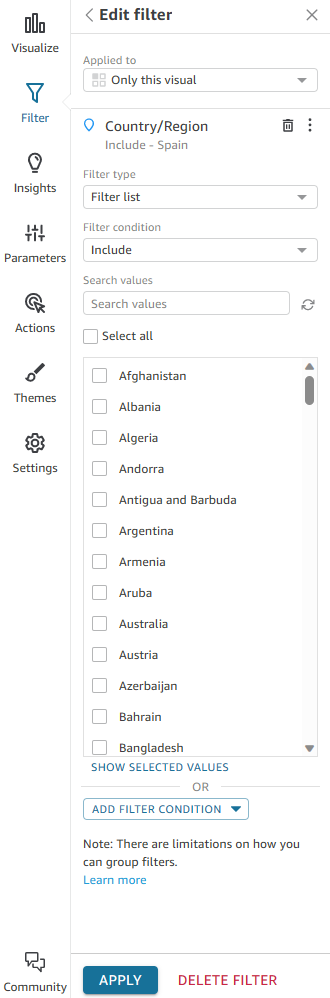 Visualize
Filter
Insights
Parameters
Actions
Themes
Settings
Community
Edit filter
Applied to
Only this visual
Country/Region
Include - Spain
Filter type
Filter list
Filter condition
Include
Search values
Search values
Select all
Afghanistan
Albania
Algeria
Andorra
Antigua and Barbuda
Argentina
Armenia
Aruba
Australia
Austria
Azerbaijan
Bahrain
Bangladesh
SHOW SELECTED VALUES
OR
ADD FILTER CONDITION
Note: There are limitations on how you
can group filters.
Learn more
APPLY
DELETE FILTER